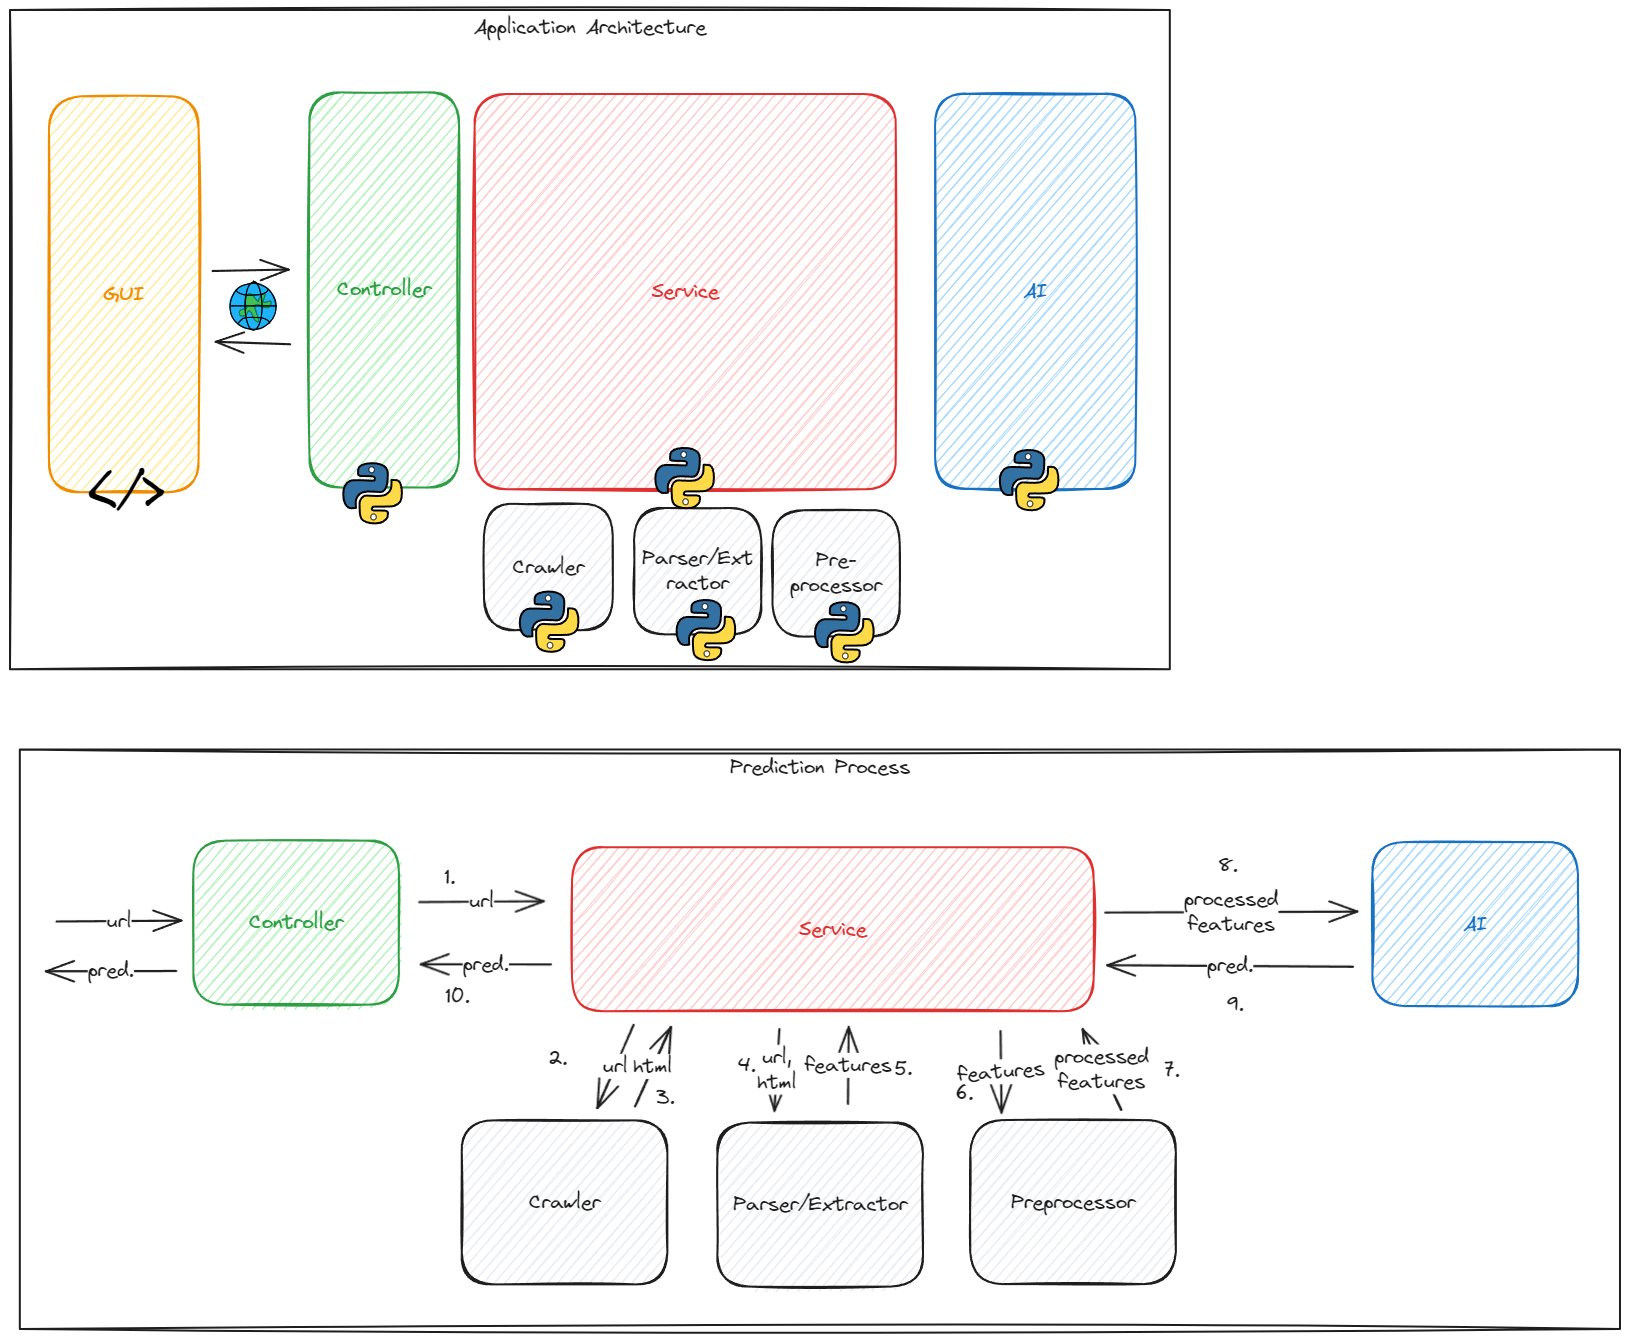 Application Architecture
GUI
Controller
Service
AI
</>
Crawler
Parser/Ext
ractor
Pre-
processor
Prediction Process
url
pred.
Controller
1.
url
pred.
10.
Service
8.
processed
features
pred.
9.
AI
2.
url
html
3.
4.
url,
html
features
5.
features
6.
processed
features
7.
Crawler
Parser/Extractor
Preprocessor